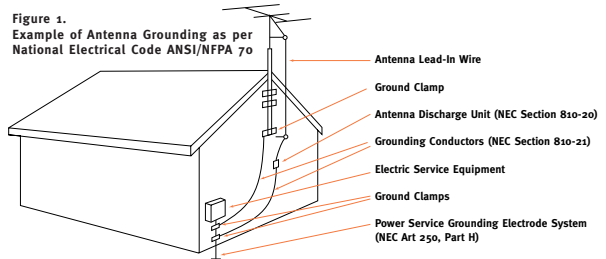 Figure 1.
Example of Antenna Grounding as per
National Electrical Code ANSI/NFPA 70
Antenna Lead-In Wire
Ground Clamp
Antenna Discharge Unit (NEC Section 810-20)
Grounding Conductors (NEC Section 810-21)
Electric Service Equipment
Ground Clamps
Power Service Grounding Electrode System
(NEC Art 250, Part H)